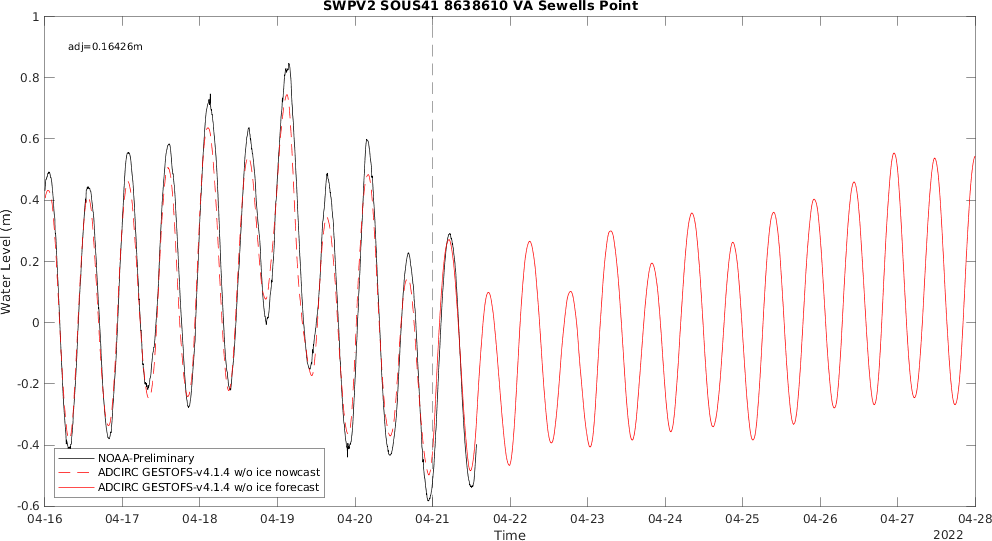 SWPV2 SOUS41 8638610 VA Sewells Point
adj=0.16426m
Water Level (m)
1
0.8
0.6
0.4
0.2
0
-0.2
-0.4
-0.6
NOAA-Preliminary
ADCIRC GESTOFS-v4.1.4 w/o ice nowcast
ADCIRC GESTOFS-v4.1.4 w/o ice forecast
04-16 04-17 04-18 04-19 04-20 04-21 04-22 04-23 04-24 04-25 04-26 04-27 04-28
Time
2022